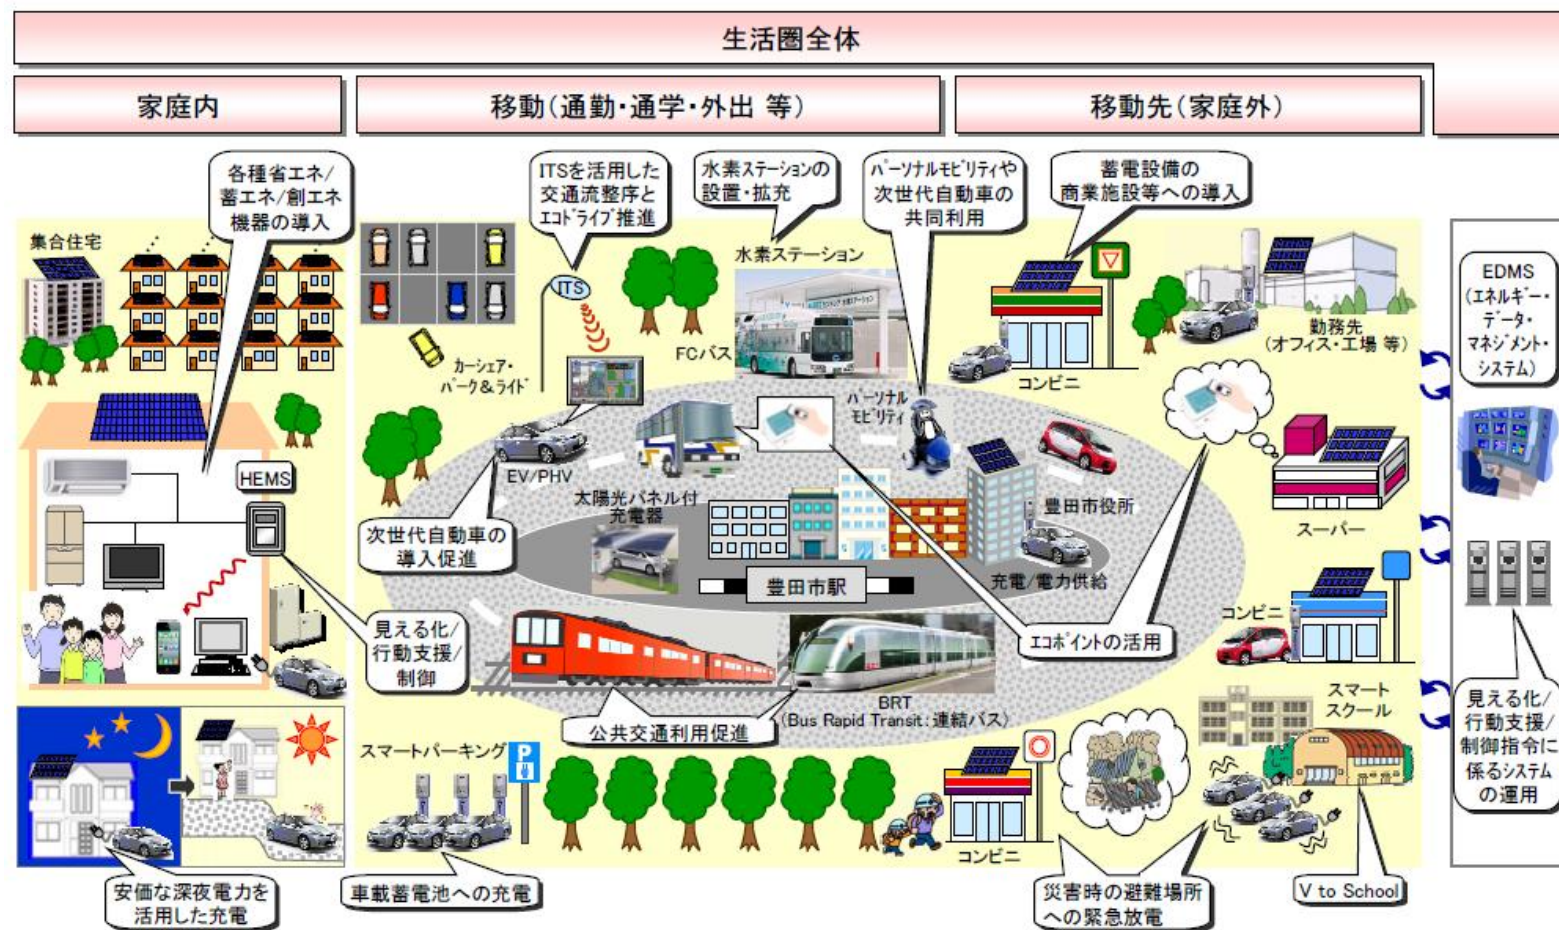 生活圏全体
家庭内
移動(通勤・通学・外出 等)
移動先(家庭外)
各種省エネ/
蓄エネ/創エネ
機器の導入
ITSを活用した
交通流整序と
エコドライブ推進
水素ステーションの
設置・拡充
パーソナルモビリティや
次世代自動車の
共同利用
蓄電設備の
商業施設等への導入
集合住宅
ITS
水素ステーション
FCバス
カーシェア・
パーク&ライド
コンビニ
勤務先
(オフィス・工場 等)
EDMS
(エネルギー・
データ・
マネジメント・
システム)
HEMS
EV/PHV
パーソナル
モビリティ
太陽光パネル付
充電器
次世代自動車の
導入促進
豊田市役所
スーパー
充電/電力供給
豊田市駅
見える化/
行動支援/
制御
エコポイントの活用
コンビニ
BRT
(Bus Rapid Transit:連結バス)
公共交通利用促進
スマート
スクール
見える化/
行動支援/
制御指令に
係るシステム
の運用
スマートパーキング
P
コンビニ
安価な深夜電力を
活用した充電
車載蓄電池への充電
災害時の避難場所
への緊急放電
V to School